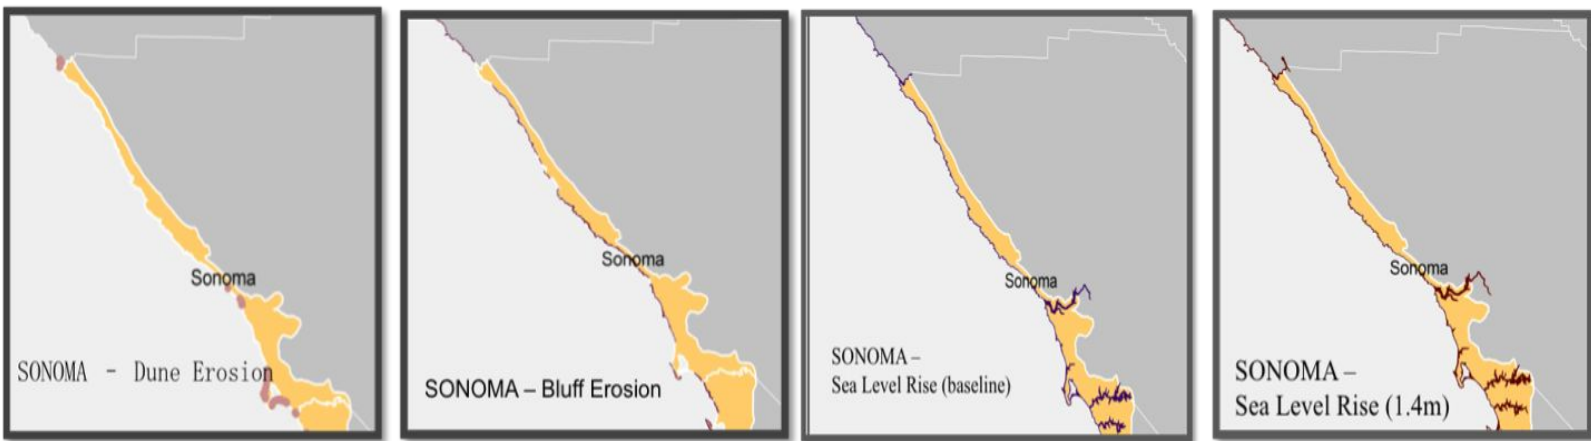 Sonoma
SONOMA - Dune Erosion
Sonoma
SONOMA – Bluff Erosion
Sonoma
SONOMA –
Sea Level Rise (baseline)
Sonoma
SONOMA –
Sea Level Rise (1.4m)